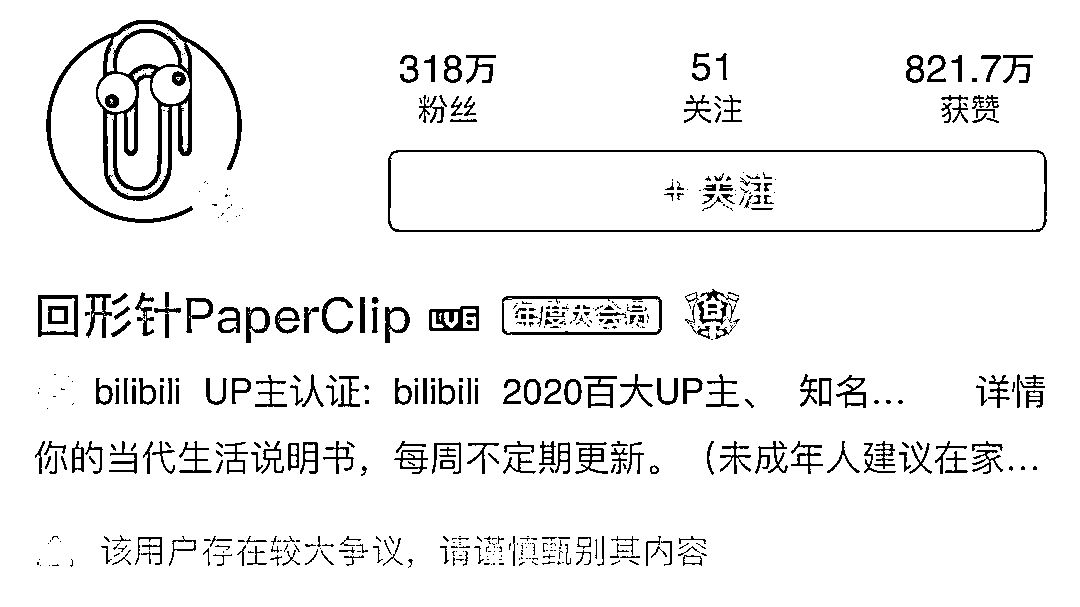 318万 51 821.7万
粉丝 关注 获赞
+ 关注
回形针PaperClip LV6 年度大会员 百
bilibili UP主认证: bilibili 2020百大UP主、 知名... 详情
你的当代生活说明书，每周不定期更新。（未成年人建议在家...
该用户存在较大争议，请谨慎甄别其内容